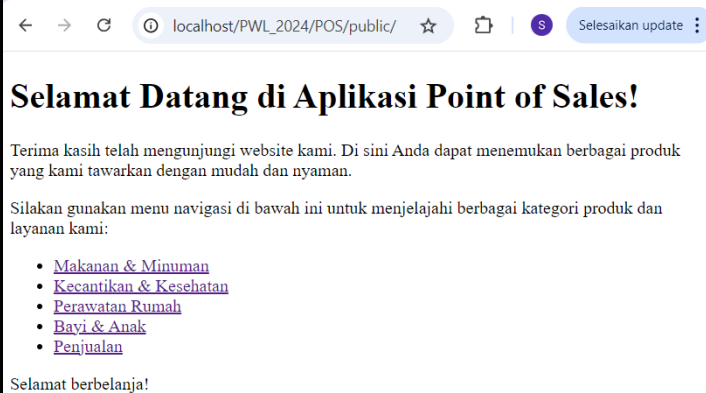 localhost/PWL_2024/POS/public/
S
Selesaikan update
Selamat Datang di Aplikasi Point of Sales!
Terima kasih telah mengunjungi website kami. Di sini Anda dapat menemukan berbagai produk
yang kami tawarkan dengan mudah dan nyaman.
Silakan gunakan menu navigasi di bawah ini untuk menjelajahi berbagai kategori produk dan
layanan kami:
Makanan & Minuman
Kecantikan & Kesehatan
Perawatan Rumah
Bayi & Anak
Penjualan
Selamat berbelanja!